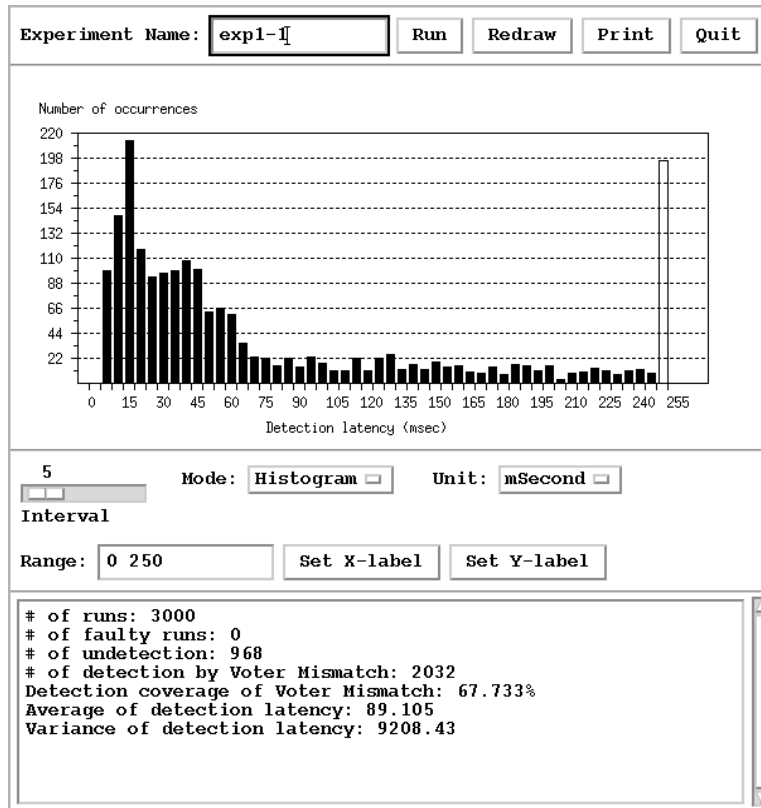 Experiment Name: exp1-1 Run Redraw Print Quit
Number of occurrences
220
198
176
154
132
110
88
66
44
22
0 15 30 45 60 75 90 105 120 135 150 165 180 195 210 225 240 255
Detection latency (msec)
5 Mode: Histogram Unit: mSecond
Interval
Range: 0 250 Set X-label Set Y-label
# of runs: 3000
# of faulty runs: 0
# of undetection: 968
# of detection by Voter Mismatch: 2032
Detection coverage of Voter Mismatch: 67.733%
Average of detection latency: 89.105
Variance of detection latency: 9208.43